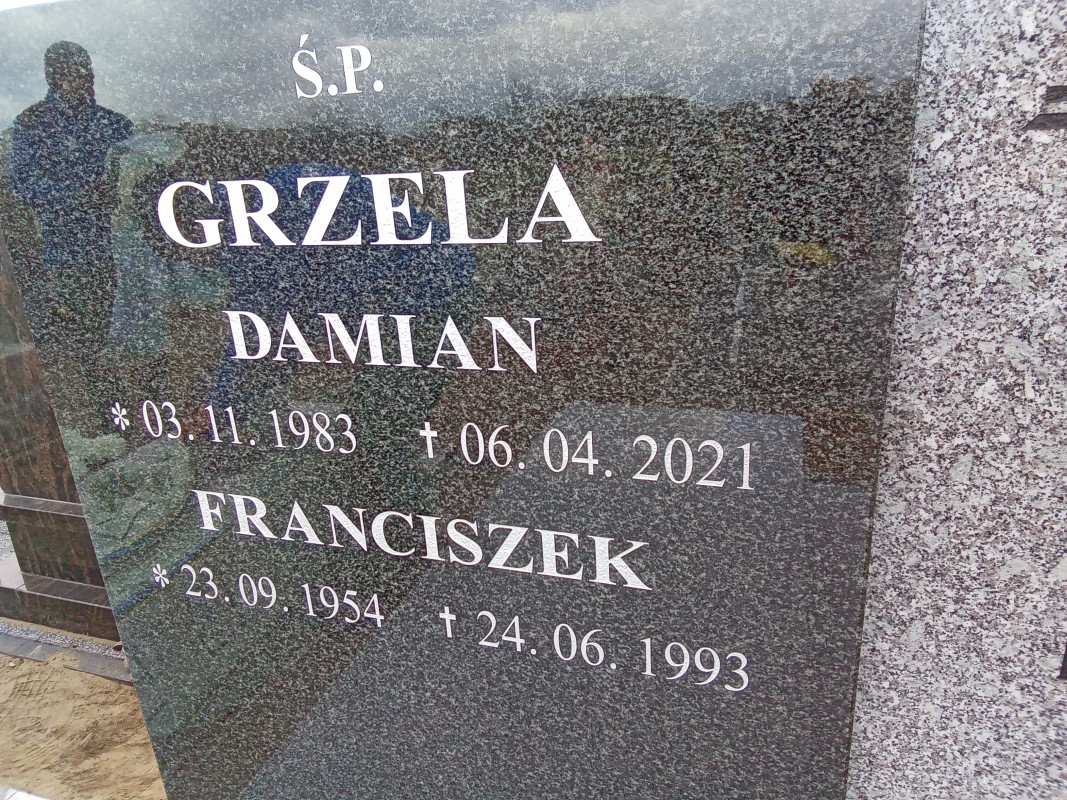 Ś.P.
GRZELA
DAMIAN
* 03. 11. 1983 † 06. 04. 2021
FRANCISZEK
* 23. 09. 1954 † 24. 06. 1993